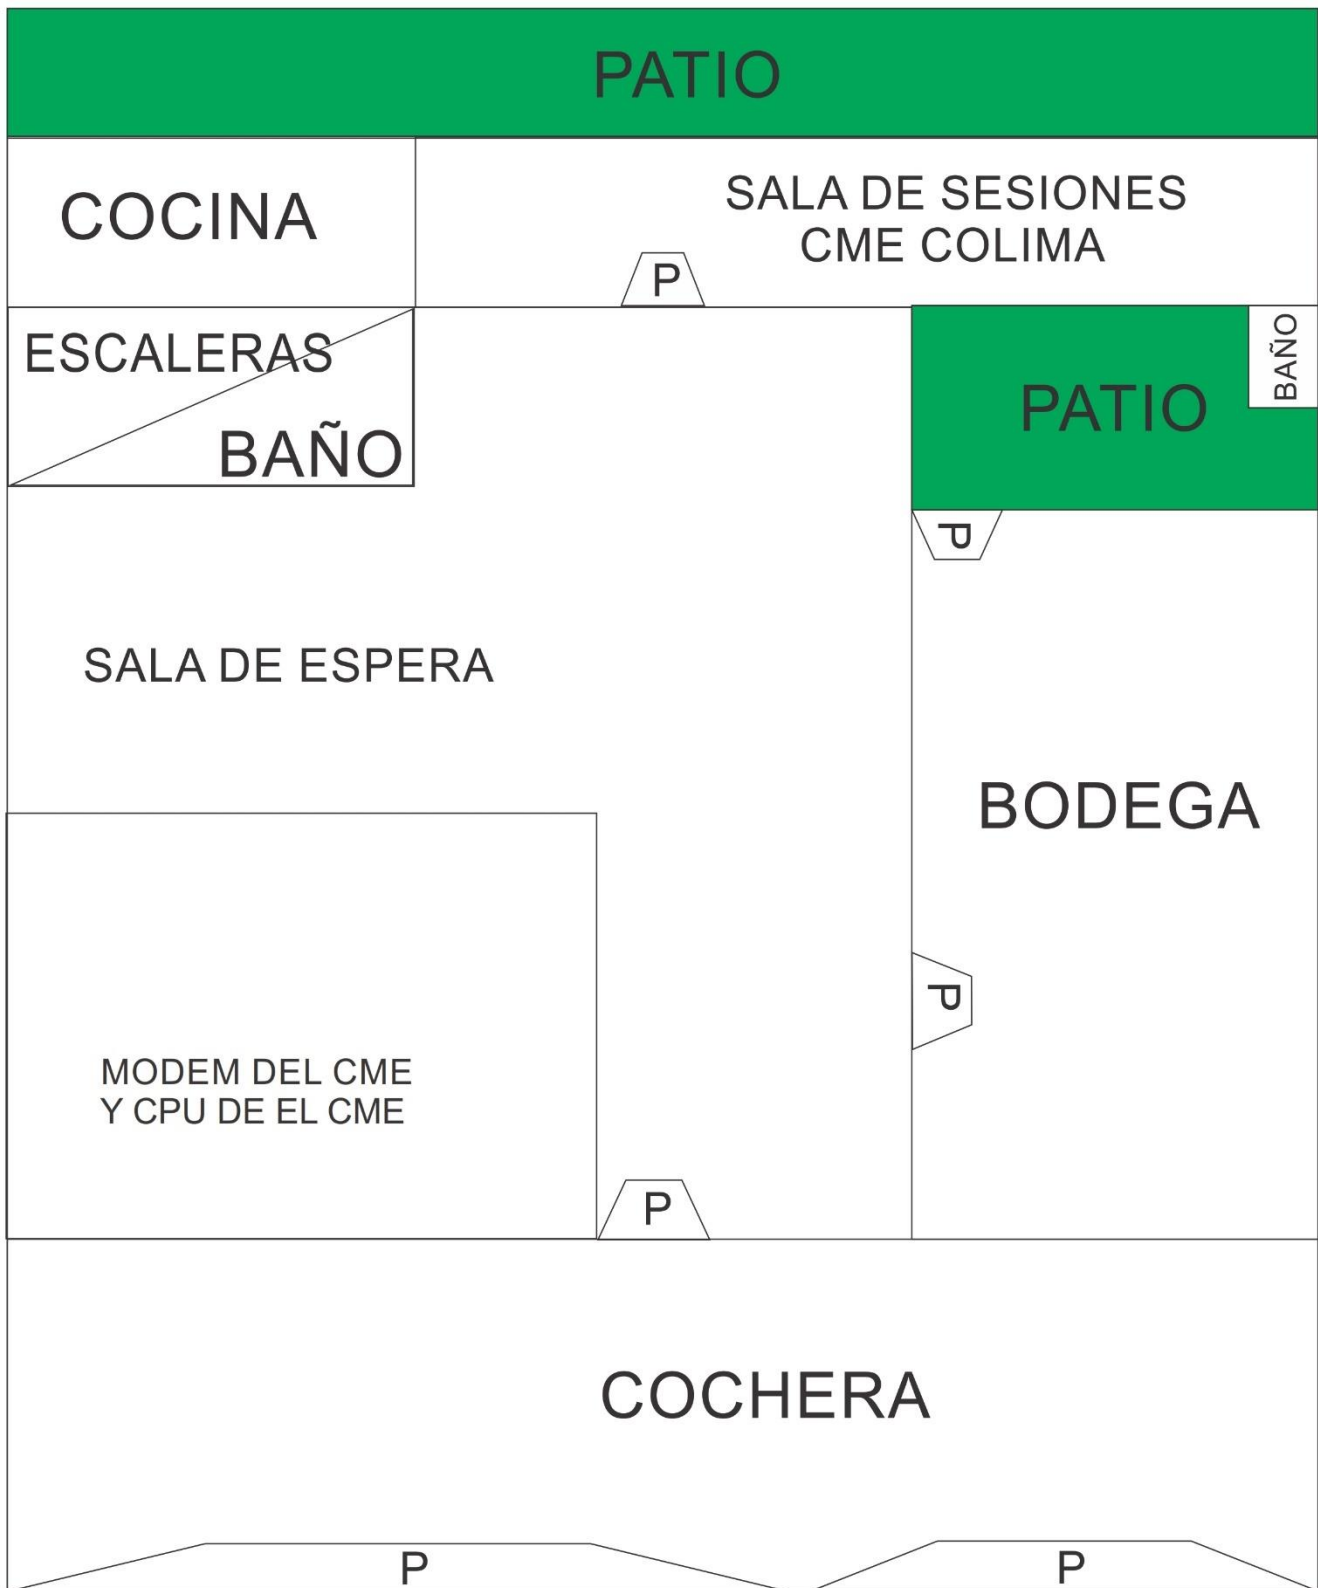 PATIO
COCINA
SALA DE SESIONES
CME COLIMA
P
ESCALERAS
BAÑO
PATIO
BAÑO
P
SALA DE ESPERA
BODEGA
P
MODEM DEL CME
Y CPU DE EL CME
P
COCHERA
P
P